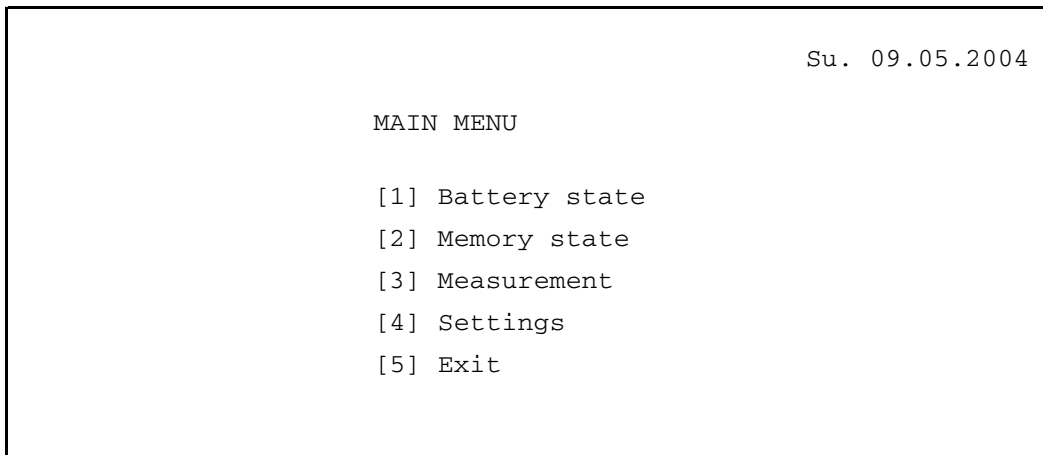 Su. 09.05.2004
MAIN MENU
[1] Battery state
[2] Memory state
[3] Measurement
[4] Settings
[5] Exit